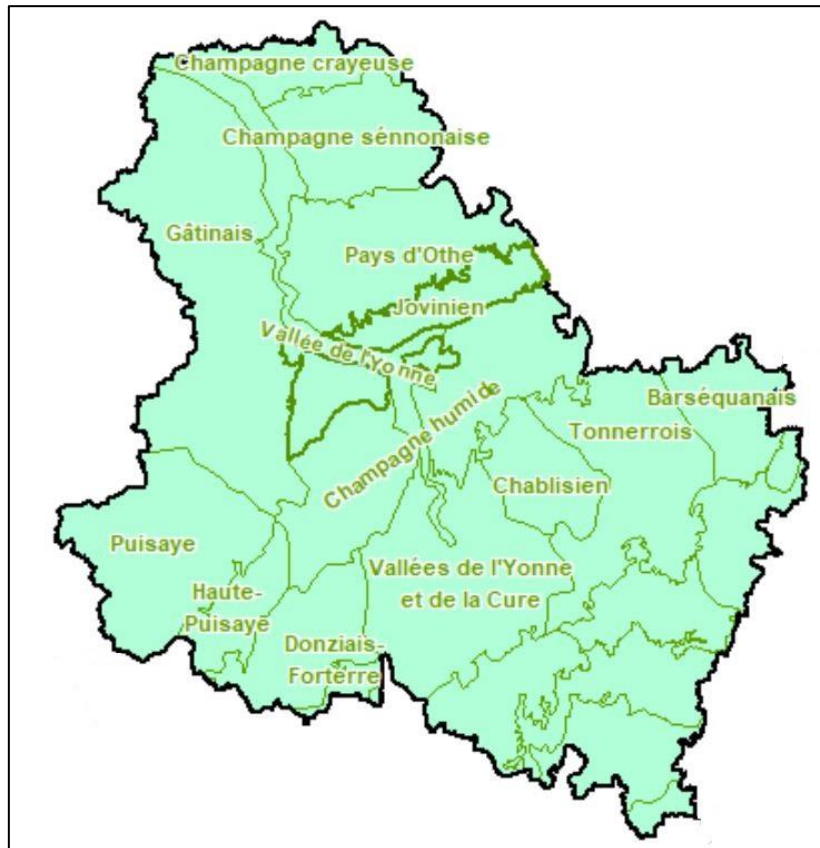 Champagne crayeuse
Champagne sénnonaise
Gâtinais
Pays d'Othe
Jovinien
Vallée de l'Yonne
Barséquanais
Tonnerrois
Champagne humide
Chablisien
Puisaye
Vallées de l'Yonne
et de la Cure
Haute-
Puisaye
Donziais-
Forterre